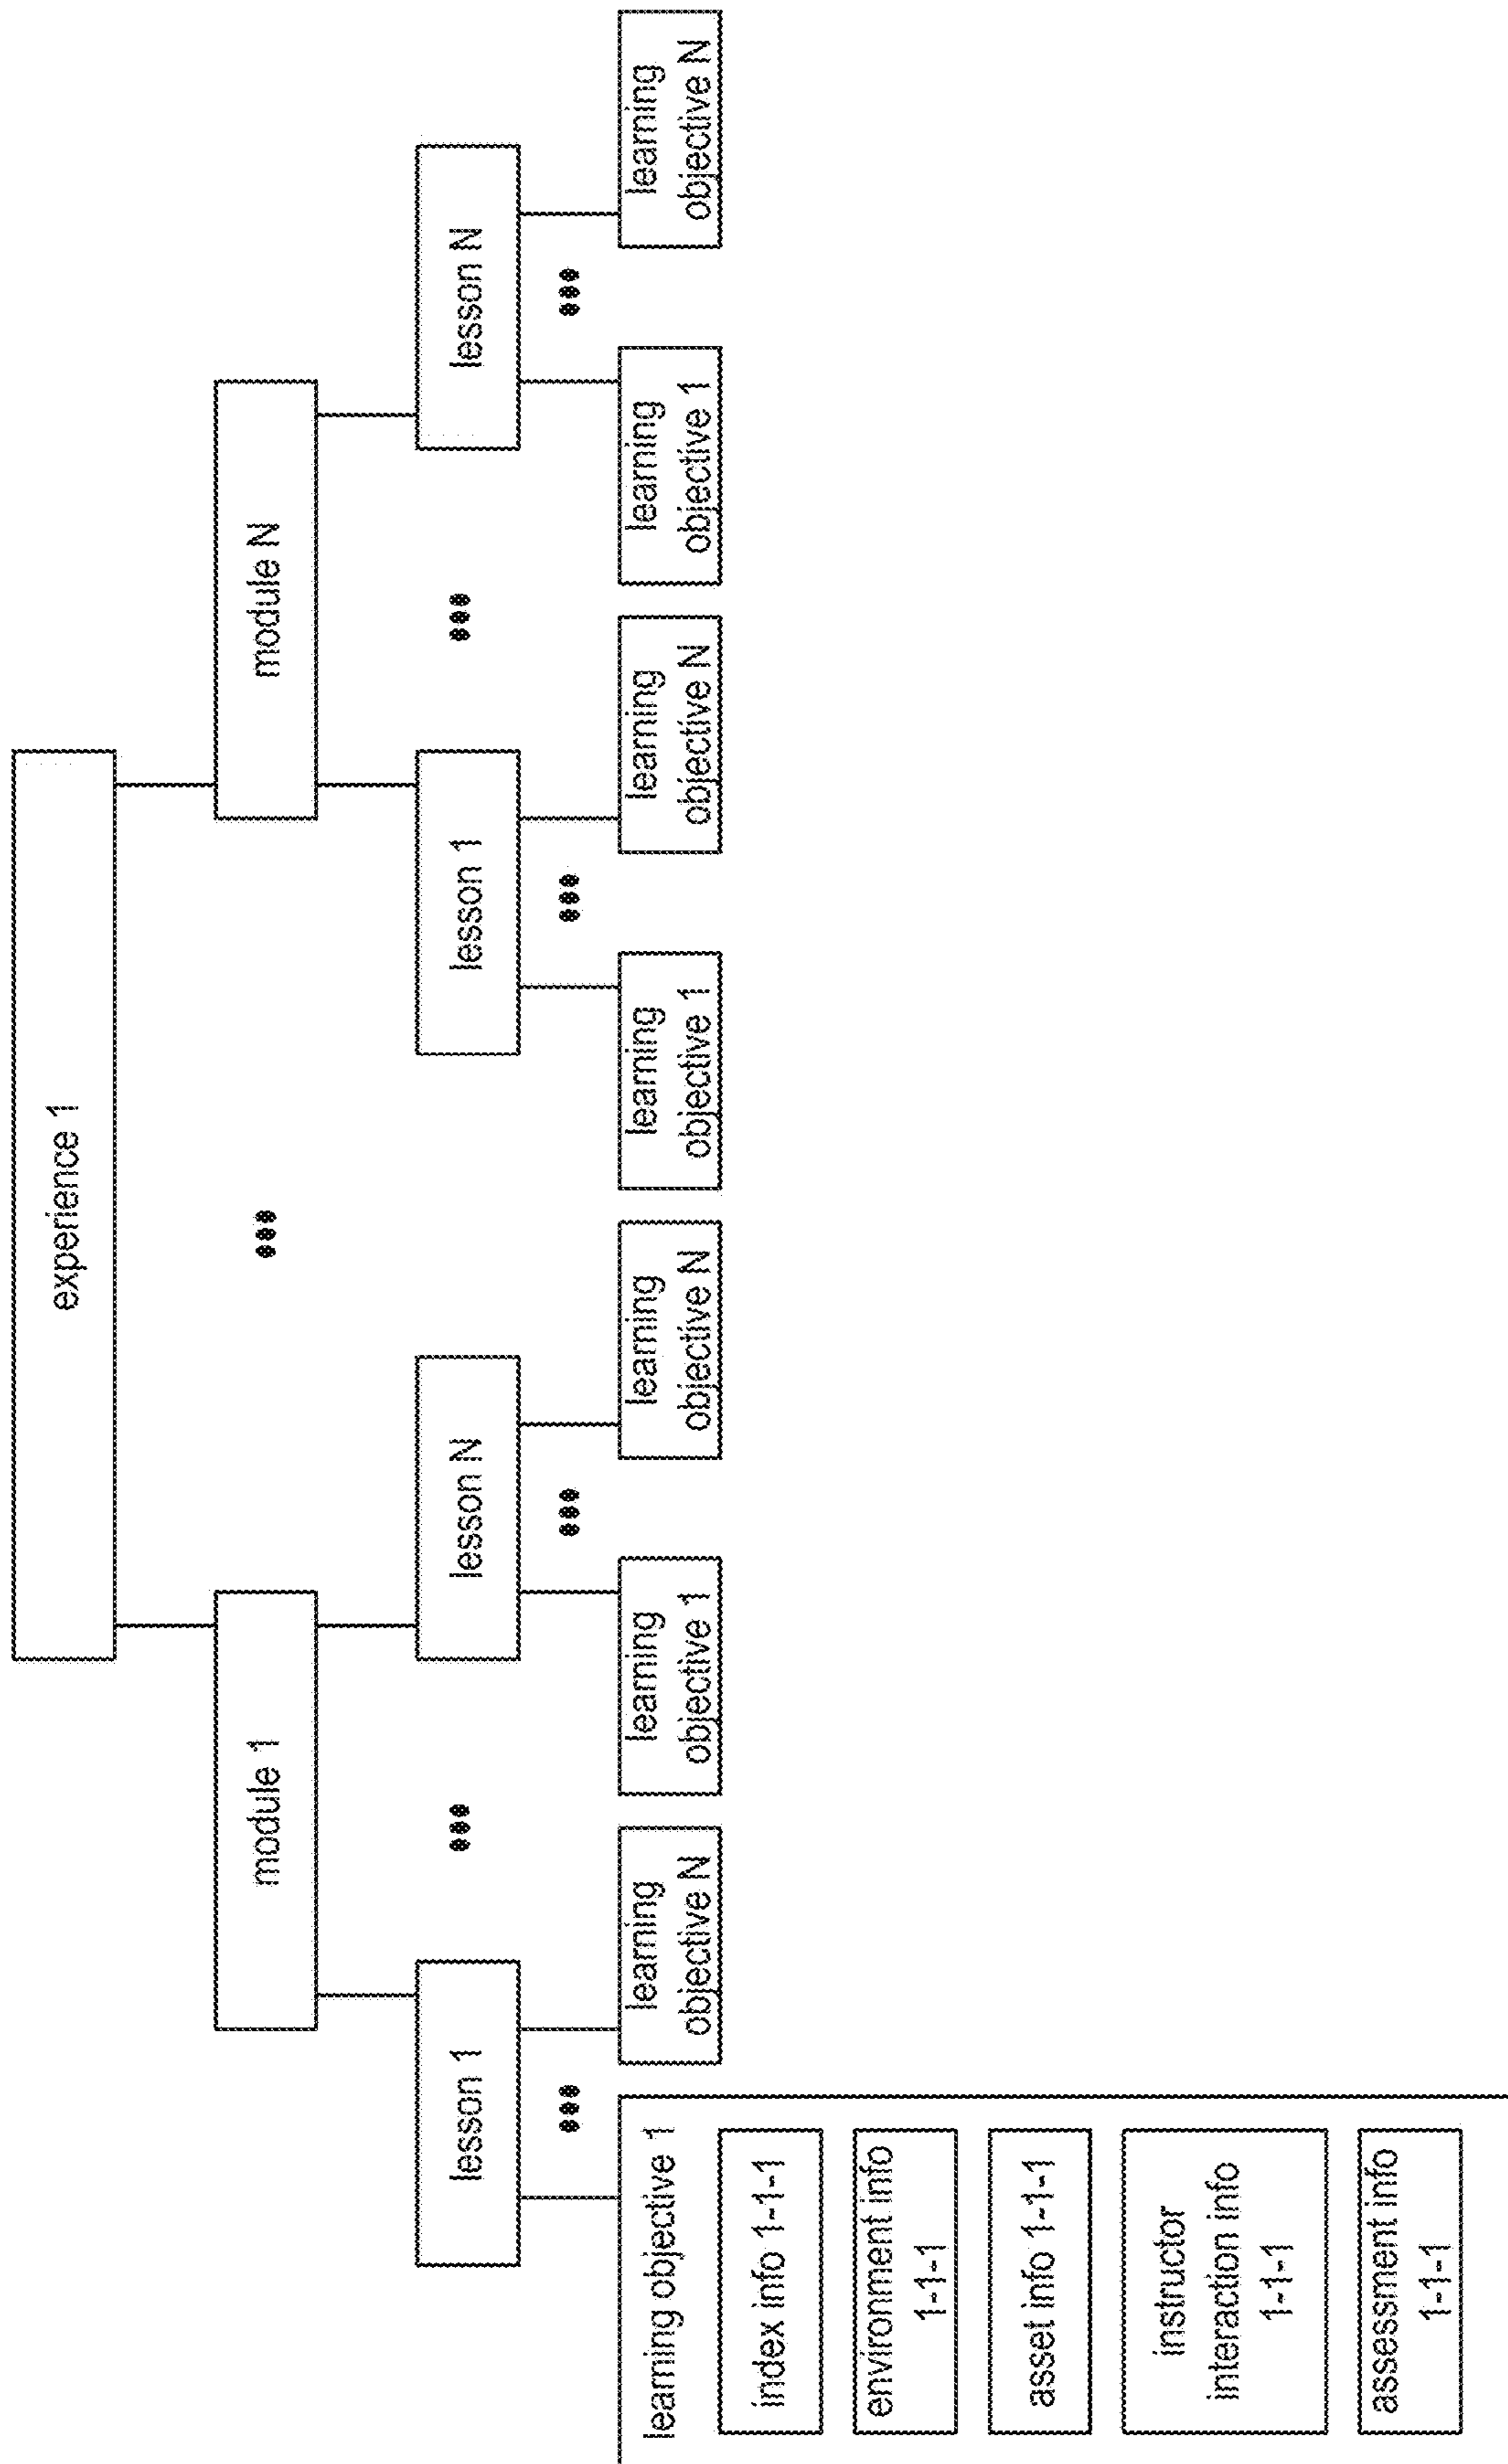 experience 1
module 1
module N
lesson 1
lesson N
lesson 1
lesson N
learning objective 1
index info 1-1-1
environment info
1-1-1
asset info 1-1-1
instructor
interaction info
1-1-1
assessment info
1-1-1
learning
objective N
learning
objective 1
learning
objective N
learning
objective 1
learning
objective N
learning
objective 1
learning
objective N